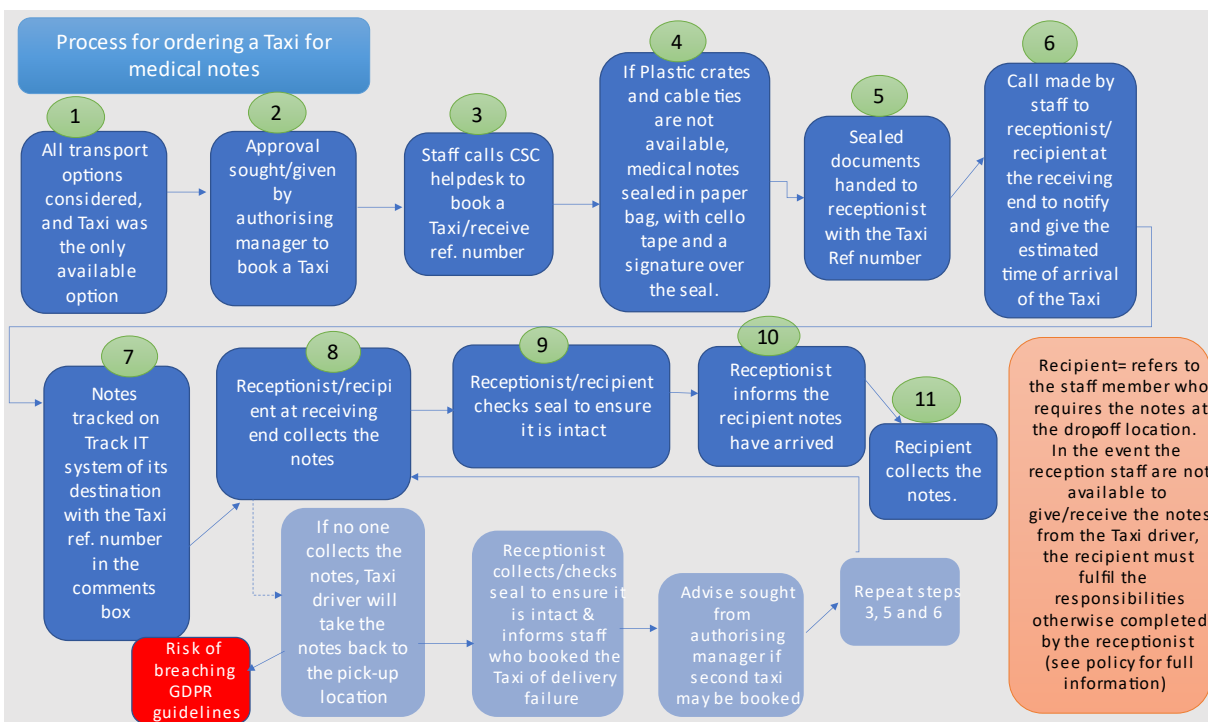 Process for ordering a Taxi for
medical notes
1
All transport
options
considered,
and Taxi was
the only
available
option
2
Approval
sought/given
by
authorising
manager to
book a Taxi
3
Staff calls CSC
helpdesk to
book a
Taxi/receive
ref. number
4
If Plastic crates
and cable ties
are not
available,
medical notes
sealed in paper
bag, with cello
tape and a
signature over
the seal.
5
Sealed
documents
handed to
receptionist
with the Taxi
Ref number
6
Call made by
staff to
receptionist/
recipient at
the receiving
end to notify
and give the
estimated
time of arrival
of the Taxi
7
Notes
tracked on
Track IT
system of its
destination
with the Taxi
ref. number
in the
comments
box
8
Receptionist/recipi
ent at receiving
end collects the
notes
9
Receptionist/recipient
checks seal to ensure
it is intact
10
Receptionist
informs the
recipient notes
have arrived
11
Recipient
collects the
notes.
If no one
collects the
notes, Taxi
driver will
take the
notes back to
the pick-up
location
Risk of
breaching
GDPR
guidelines
Receptionist
collects/checks
seal to ensure it
is intact &
informs staff
who booked the
Taxi of delivery
failure
Advise sought
from
authorising
manager if
second taxi
may be booked
Repeat steps
3, 5 and 6
Recipient= refers to
the staff member who
requires the notes at
the dropoff location.
In the event the
reception staff are not
available to
give/receive the notes
from the Taxi driver,
the recipient must
fulfil the
responsibilities
otherwise completed
by the receptionist
(see policy for full
information)